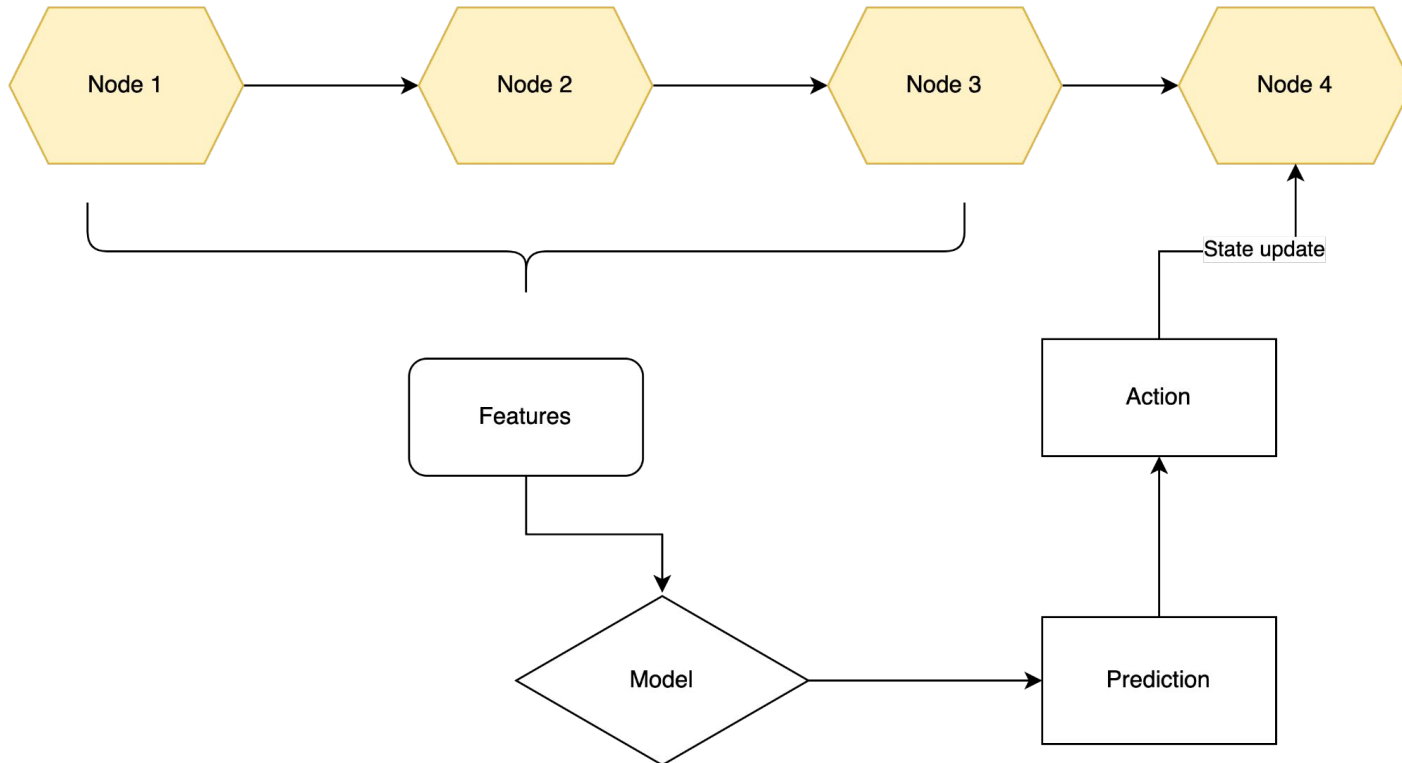 Node 1
Node 2
Node 3
Node 4
State update
Action
Features
Model
Prediction